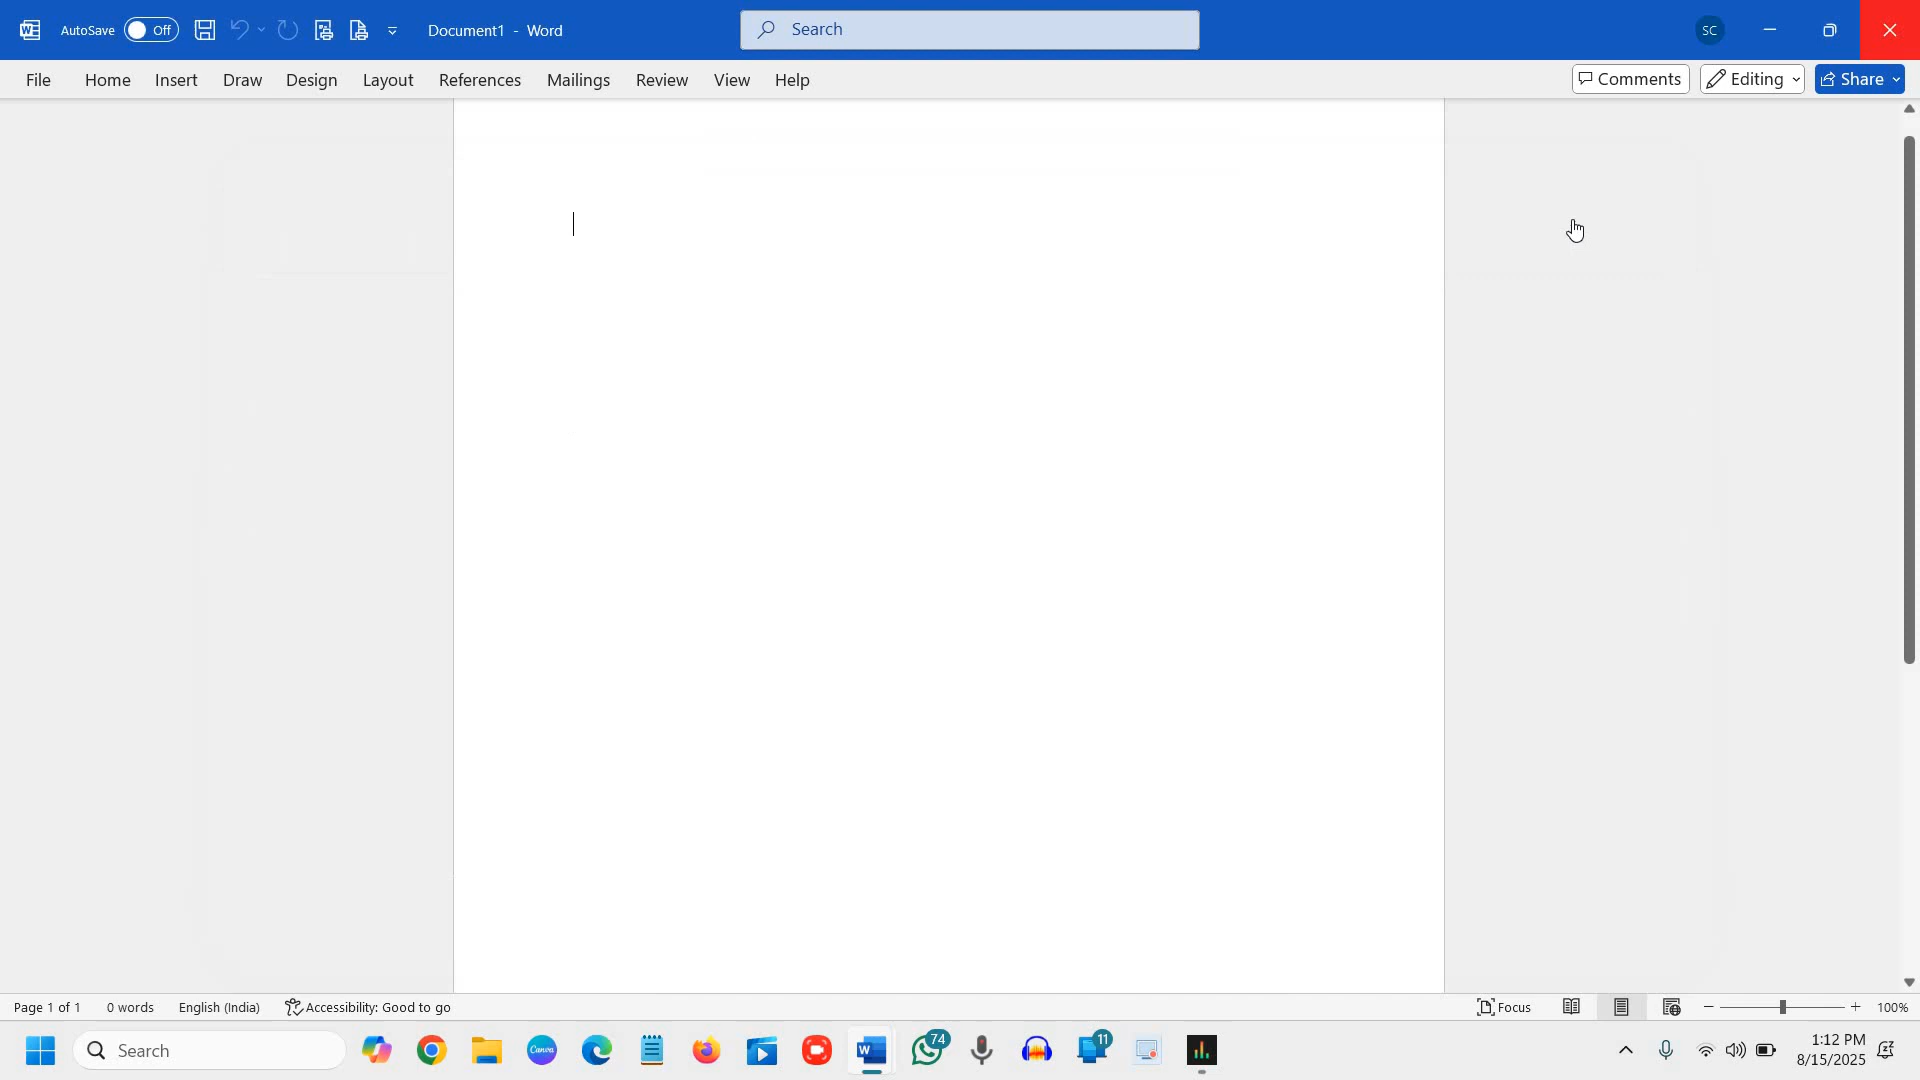 AutoSave Off Document1 - Word Search SC
File Home Insert Draw Design Layout References Mailings Review View Help Comments Editing Share
Page 1 of 1 0 words English (India) Accessibility: Good to go Focus 100%
Search Canva 74 11 1:12 PM
8/15/2025